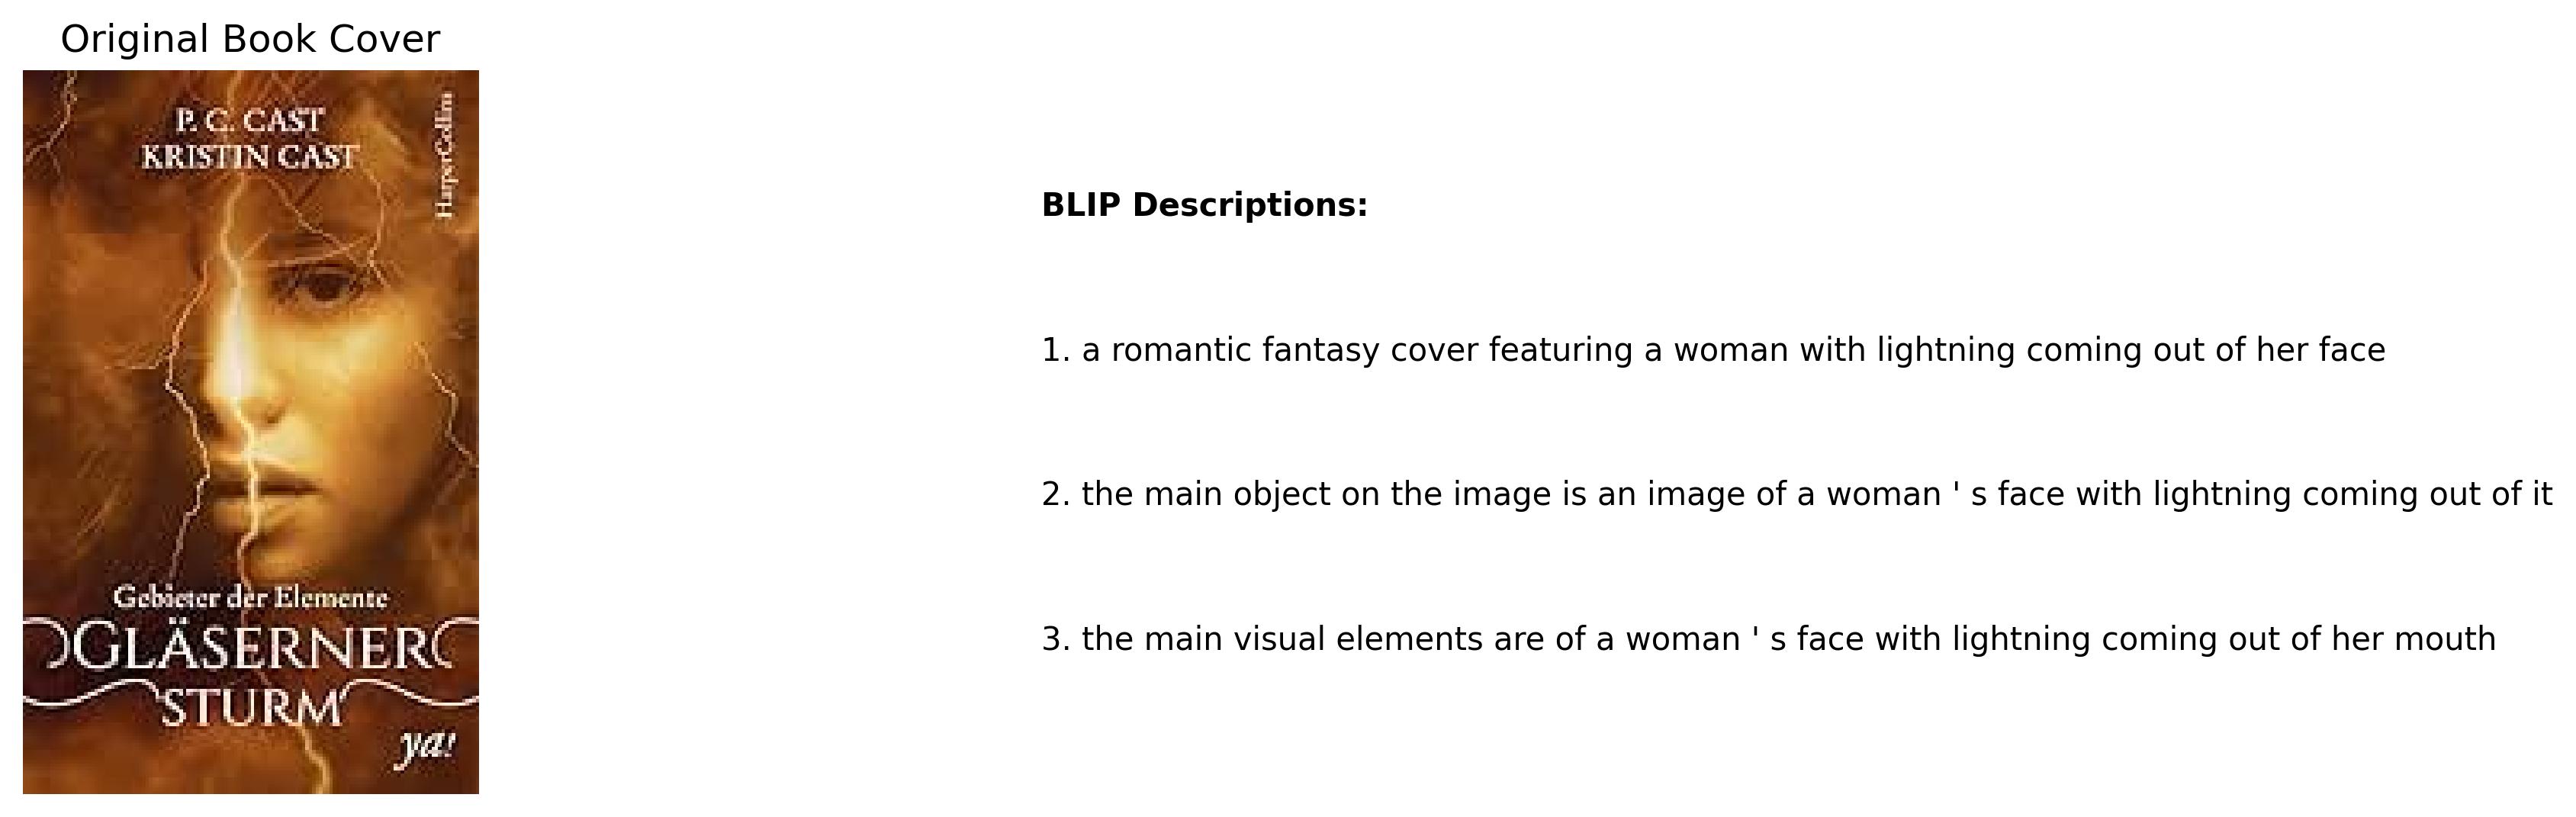 Original Book Cover
P. C. CAST
KRISTIN CAST
HarperCollins
Gebieter der Elemente
GLÄSERNER
STURM
ya!
BLIP Descriptions:
1. a romantic fantasy cover featuring a woman with lightning coming out of her face
2. the main object on the image is an image of a woman ' s face with lightning coming out of it
3. the main visual elements are of a woman ' s face with lightning coming out of her mouth